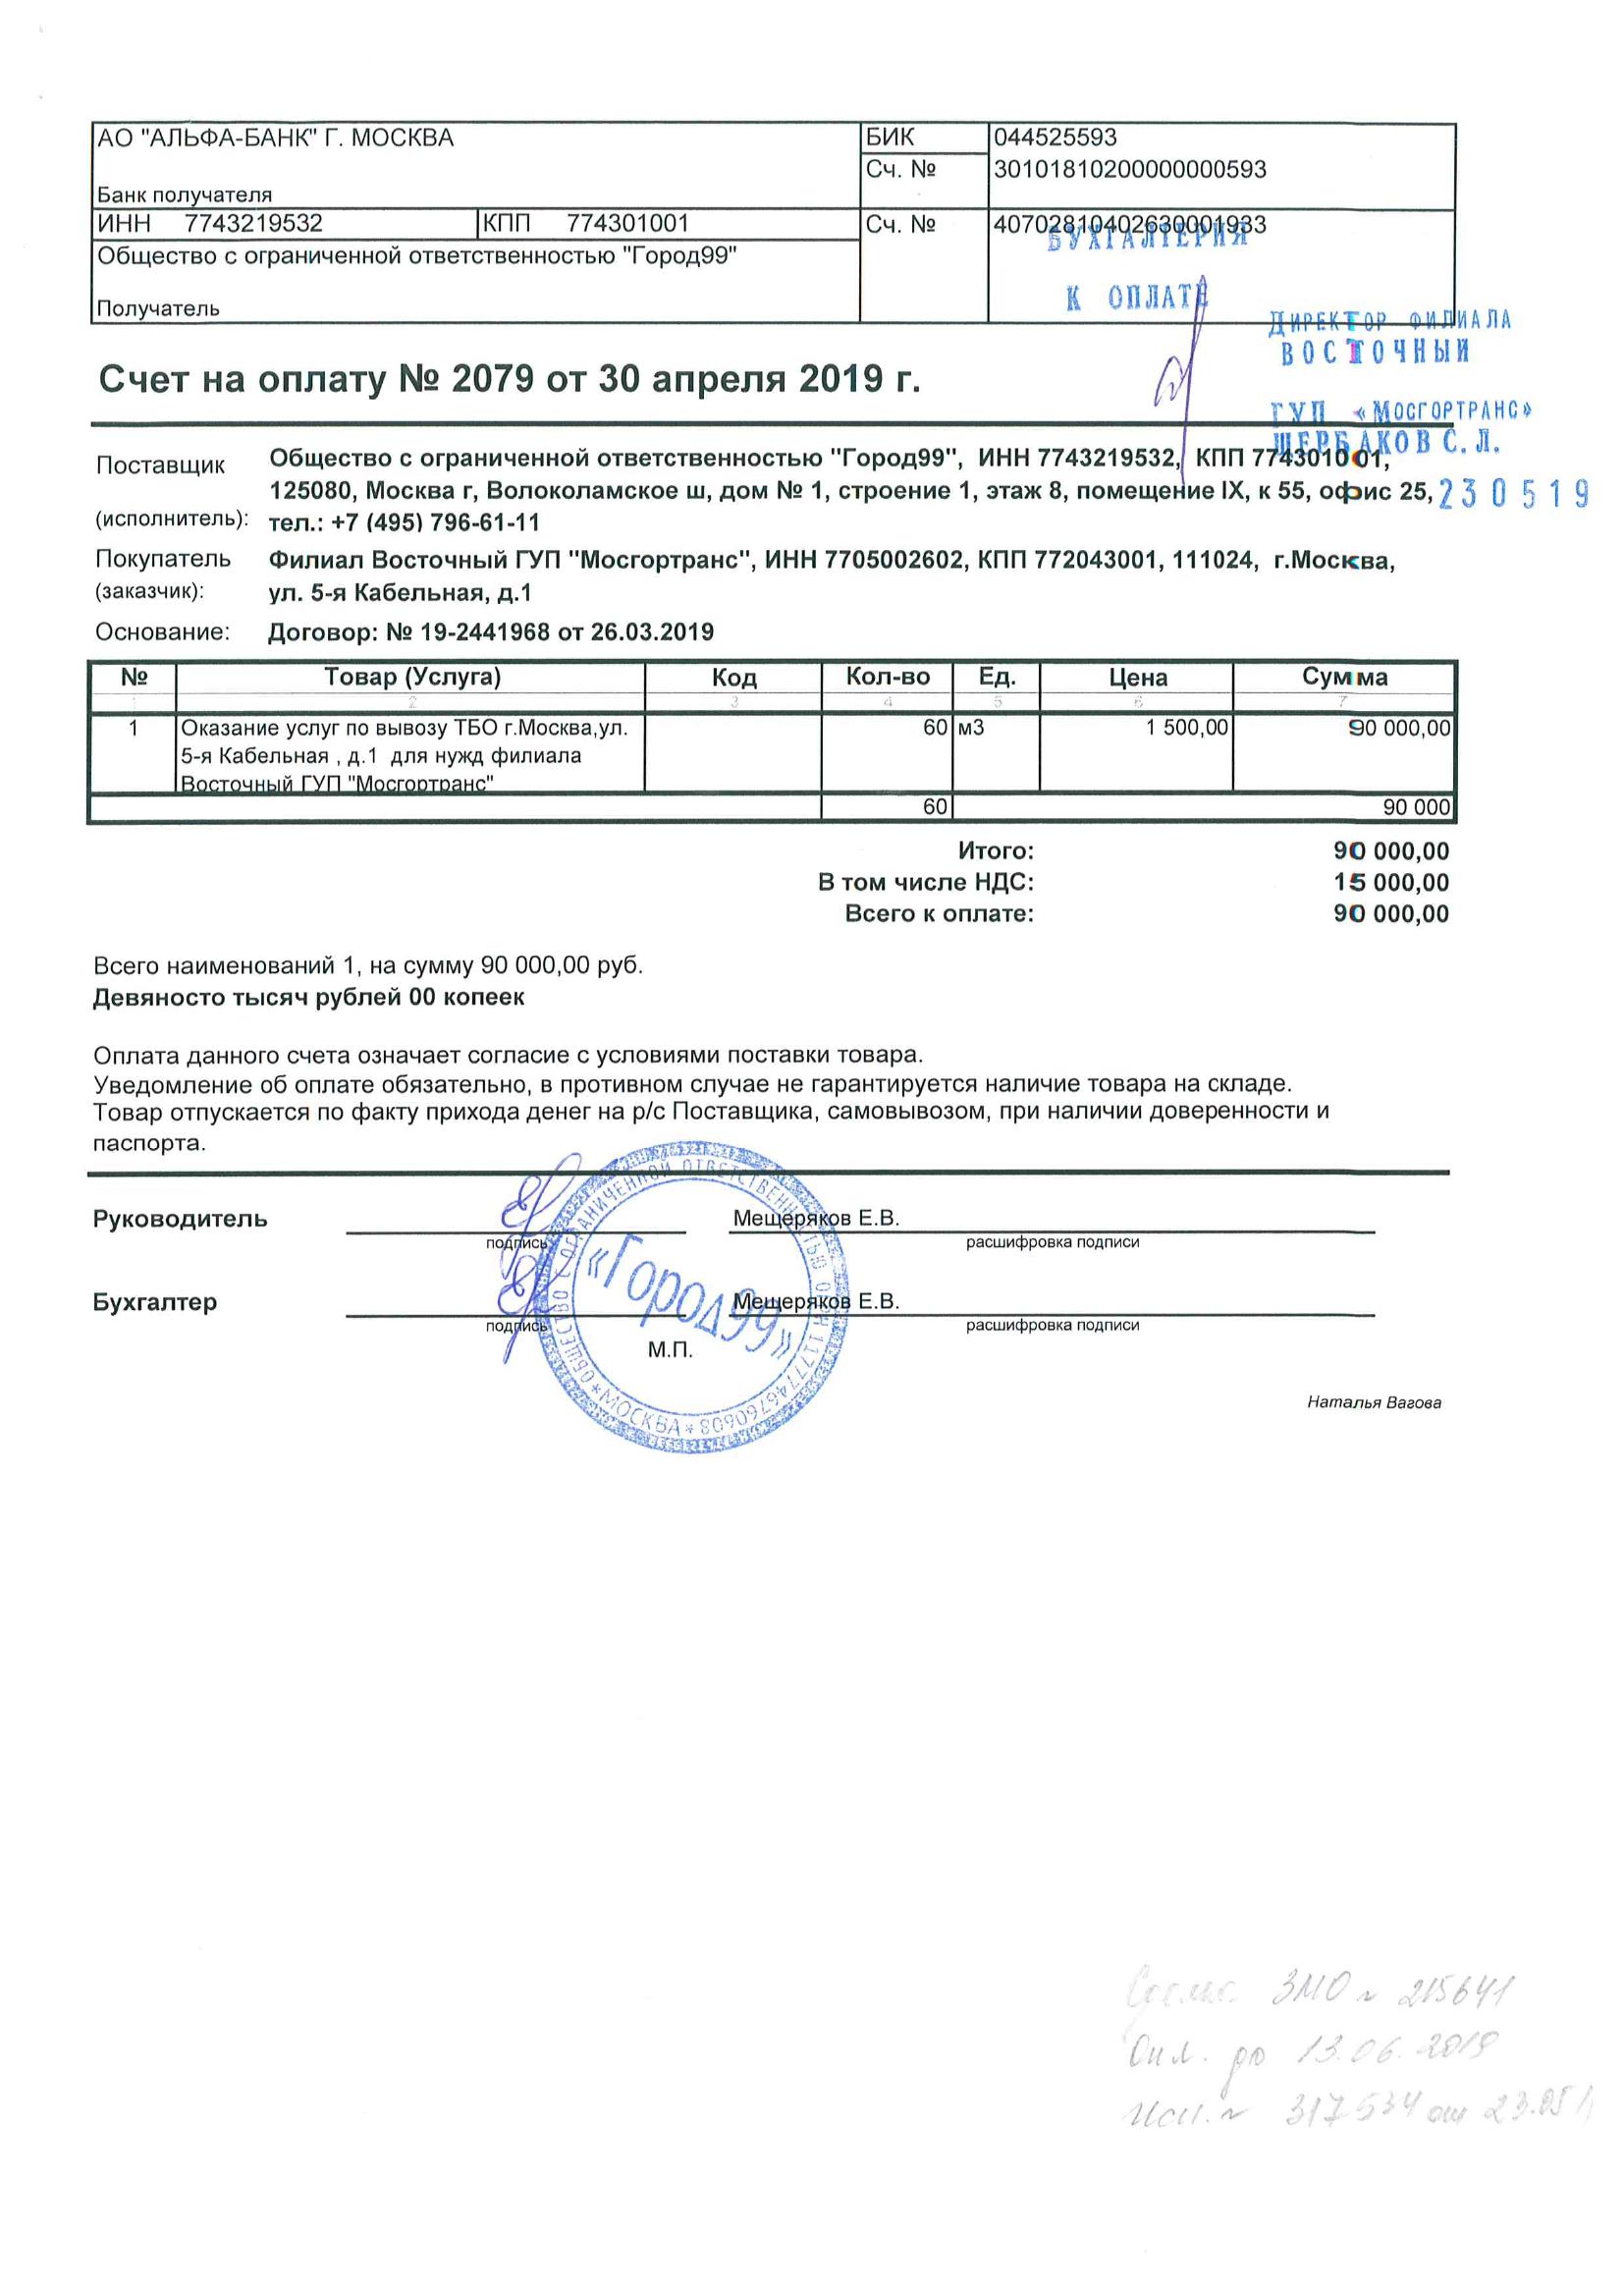 АО "АЛЬФА-БАНК" Г. МОСКВА
БИК 044525593
Сч. № 30101810200000000593
Банк получателя
ИНН 7743219532 КПП 774301001 Сч. № 40702810402630001933
Общество с ограниченной ответственностью "Город99"
Получатель
БУХГАЛТЕРИЯ
К ОПЛАТЕ
ДИРЕКТОР ФИЛИАЛА
ВОСТОЧНЫЙ
ГУП «МОСГОРТРАНС»
ЩЕРБАКОВ С. Л.
230519
Счет на оплату № 2079 от 30 апреля 2019 г.
Поставщик
(исполнитель):
Общество с ограниченной ответственностью "Город99", ИНН 7743219532, КПП 774301001,
125080, Москва г, Волоколамское ш, дом № 1, строение 1, этаж 8, помещение IX, к 55, офис 25,
тел.: +7 (495) 796-61-11
Покупатель
(заказчик):
Филиал Восточный ГУП "Мосгортранс", ИНН 7705002602, КПП 772043001, 111024, г.Москва,
ул. 5-я Кабельная, д.1
Основание: Договор: № 19-2441968 от 26.03.2019
№ Товар (Услуга) Код Кол-во Ед. Цена Сумма
1 2 3 4 5 6 7
1 Оказание услуг по вывозу ТБО г.Москва,ул. 60 м3 1 500,00 90 000,00
5-я Кабельная , д.1 для нужд филиала
Восточный ГУП "Мосгортранс"
60 90 000
Итого: 90 000,00
В том числе НДС: 15 000,00
Всего к оплате: 90 000,00
Всего наименований 1, на сумму 90 000,00 руб.
Девяносто тысяч рублей 00 копеек
Оплата данного счета означает согласие с условиями поставки товара.
Уведомление об оплате обязательно, в противном случае не гарантируется наличие товара на складе.
Товар отпускается по факту прихода денег на р/с Поставщика, самовывозом, при наличии доверенности и
паспорта.
Руководитель Мещеряков Е.В.
подпись расшифровка подписи
Бухгалтер Мещеряков Е.В.
подпись расшифровка подписи
М.П.
ОБЩЕСТВО С ОГРАНИЧЕННОЙ ОТВЕТСТВЕННОСТЬЮ ОГРН 1177746760608 * МОСКВА *
«Город99»
Наталья Вагова
ЗМО № 215641
Опл. до 13.06.2019
№ 317534 от 23.05